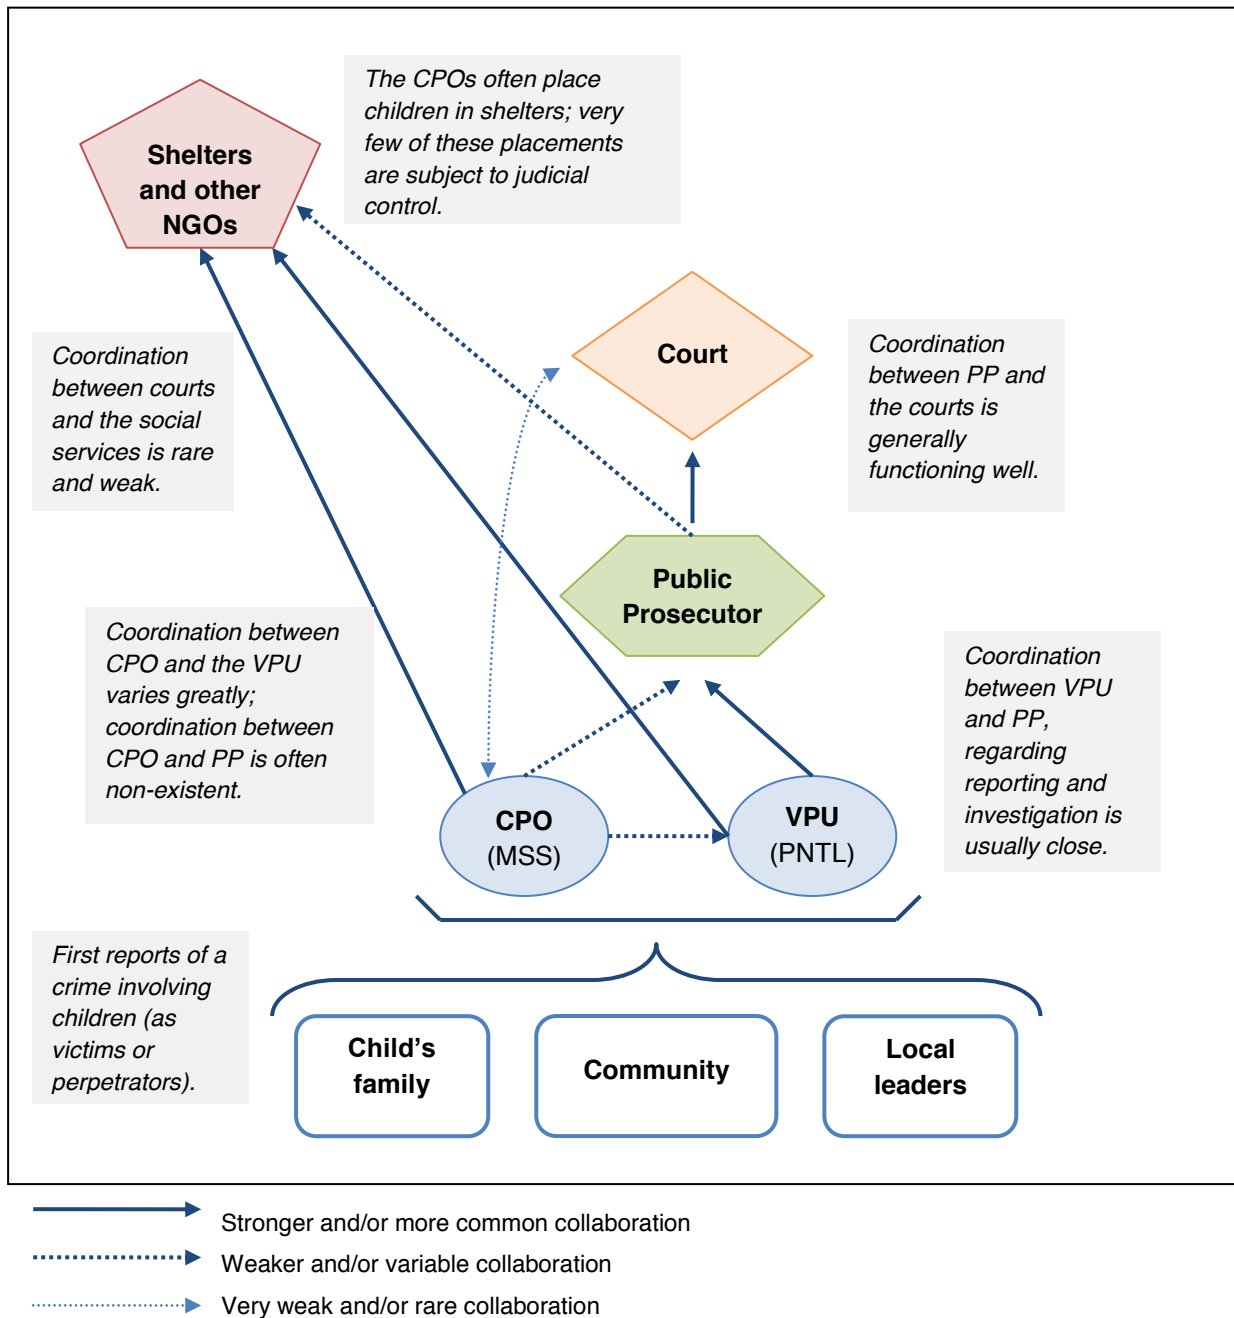 The CPOs often place
children in shelters; very
few of these placements
are subject to judicial
control.
Shelters
and other
NGOs
Court
Coordination
between courts
and the social
services is rare
and weak.
Coordination
between PP and
the courts is
generally
functioning well.
Public
Prosecutor
Coordination between
CPO and the VPU
varies greatly;
coordination between
CPO and PP is often
non-existent.
Coordination
between VPU
and PP,
regarding
reporting and
investigation is
usually close.
CPO
(MSS)
VPU
(PNTL)
First reports of a
crime involving
children (as
victims or
perpetrators).
Child's
family
Community
Local
leaders
Stronger and/or more common collaboration
Weaker and/or variable collaboration
Very weak and/or rare collaboration